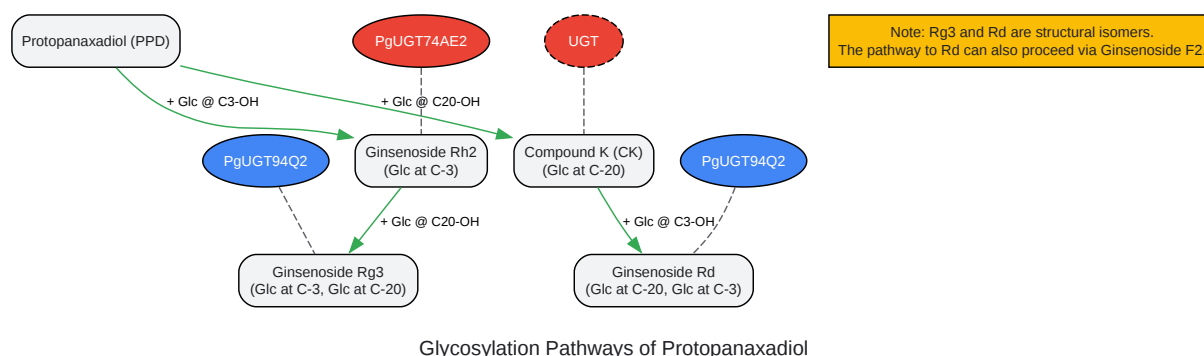 Protopanaxadiol (PPD)
PgUGT74AE2
UGT
Note: Rg3 and Rd are structural isomers.
The pathway to Rd can also proceed via Ginsenoside F2.
+ Glc @ C3-OH
+ Glc @ C20-OH
PgUGT94Q2
Ginsenoside Rh2
(Glc at C-3)
Compound K (CK)
(Glc at C-20)
PgUGT94Q2
+ Glc @ C20-OH
+ Glc @ C3-OH
Ginsenoside Rg3
(Glc at C-3, Glc at C-20)
Ginsenoside Rd
(Glc at C-20, Glc at C-3)
Glycosylation Pathways of Protopanaxadiol